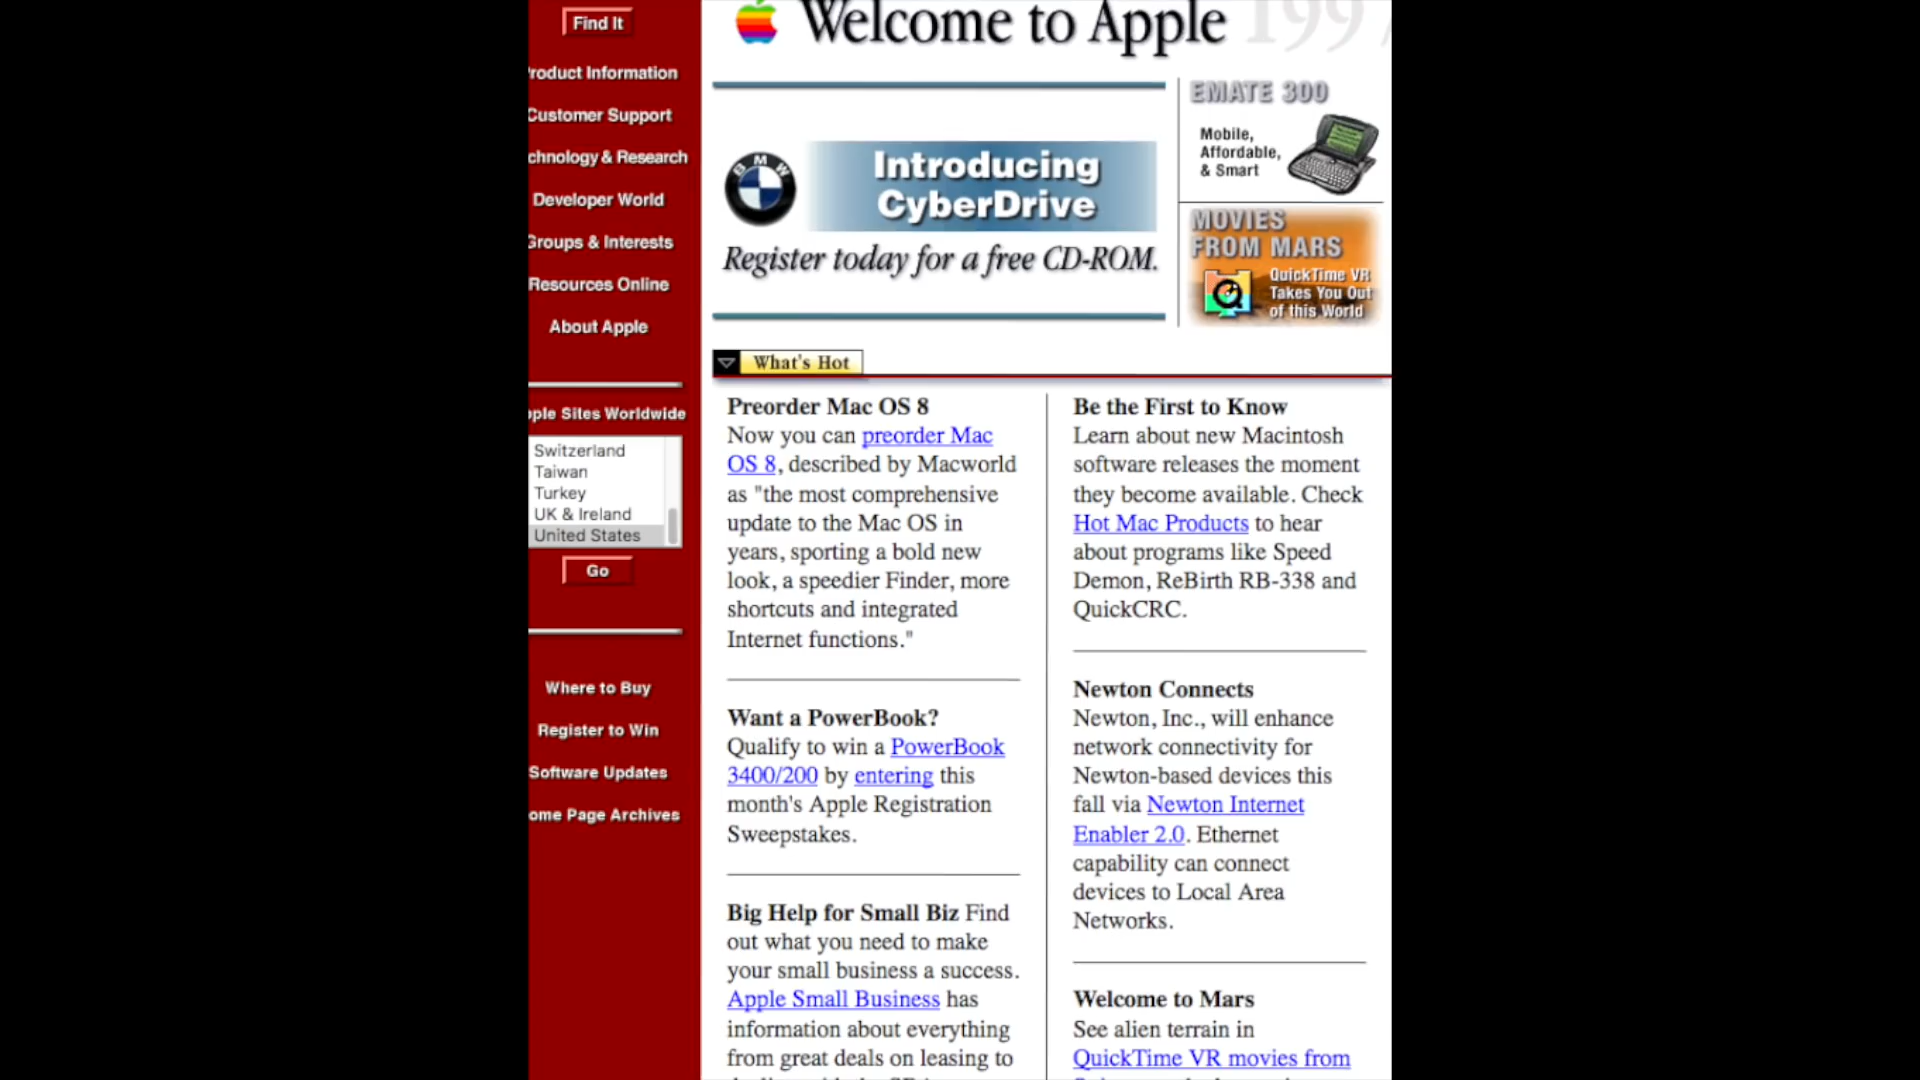 Find It
Product Information
Customer Support
chnology & Research
Developer World
Groups & Interests
Resources Online
About Apple
ple Sites Worldwide
Switzerland
Taiwan
Turkey
UK & Ireland
United States
Go
Where to Buy
Register to Win
Software Updates
ome Page Archives
Welcome to Apple 1997
BMW
Introducing
CyberDrive
Register today for a free CD-ROM.
EMATE 300
Mobile,
Affordable,
& Smart
MOVIES
FROM MARS
QuickTime VR
Takes You Out
of this World
What's Hot
Preorder Mac OS 8
Now you can preorder Mac
OS 8, described by Macworld
as "the most comprehensive
update to the Mac OS in
years, sporting a bold new
look, a speedier Finder, more
shortcuts and integrated
Internet functions."
Want a PowerBook?
Qualify to win a PowerBook
3400/200 by entering this
month's Apple Registration
Sweepstakes.
Big Help for Small Biz Find
out what you need to make
your small business a success.
Apple Small Business has
information about everything
from great deals on leasing to
Be the First to Know
Learn about new Macintosh
software releases the moment
they become available. Check
Hot Mac Products to hear
about programs like Speed
Demon, ReBirth RB-338 and
QuickCRC.
Newton Connects
Newton, Inc., will enhance
network connectivity for
Newton-based devices this
fall via Newton Internet
Enabler 2.0. Ethernet
capability can connect
devices to Local Area
Networks.
Welcome to Mars
See alien terrain in
QuickTime VR movies from